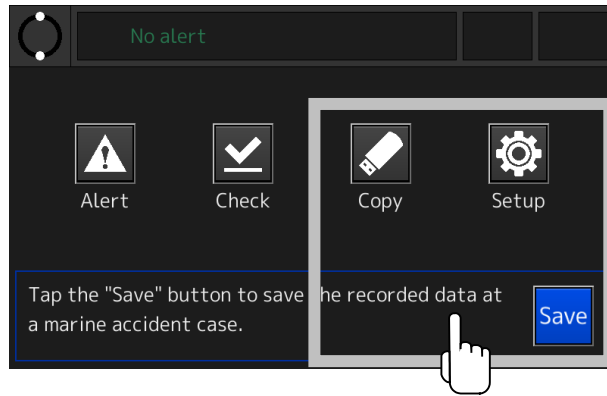 No alert
Alert Check Copy Setup
Tap the "Save" button to save the recorded data at
a marine accident case.
Save